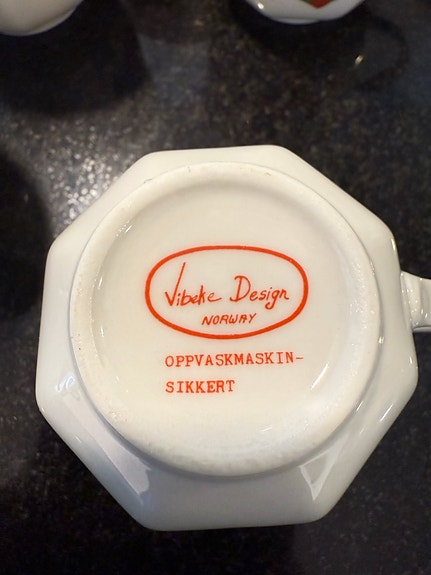 Vibeke Design
NORWAY
OPPVASKMASKIN-
SIKKERT